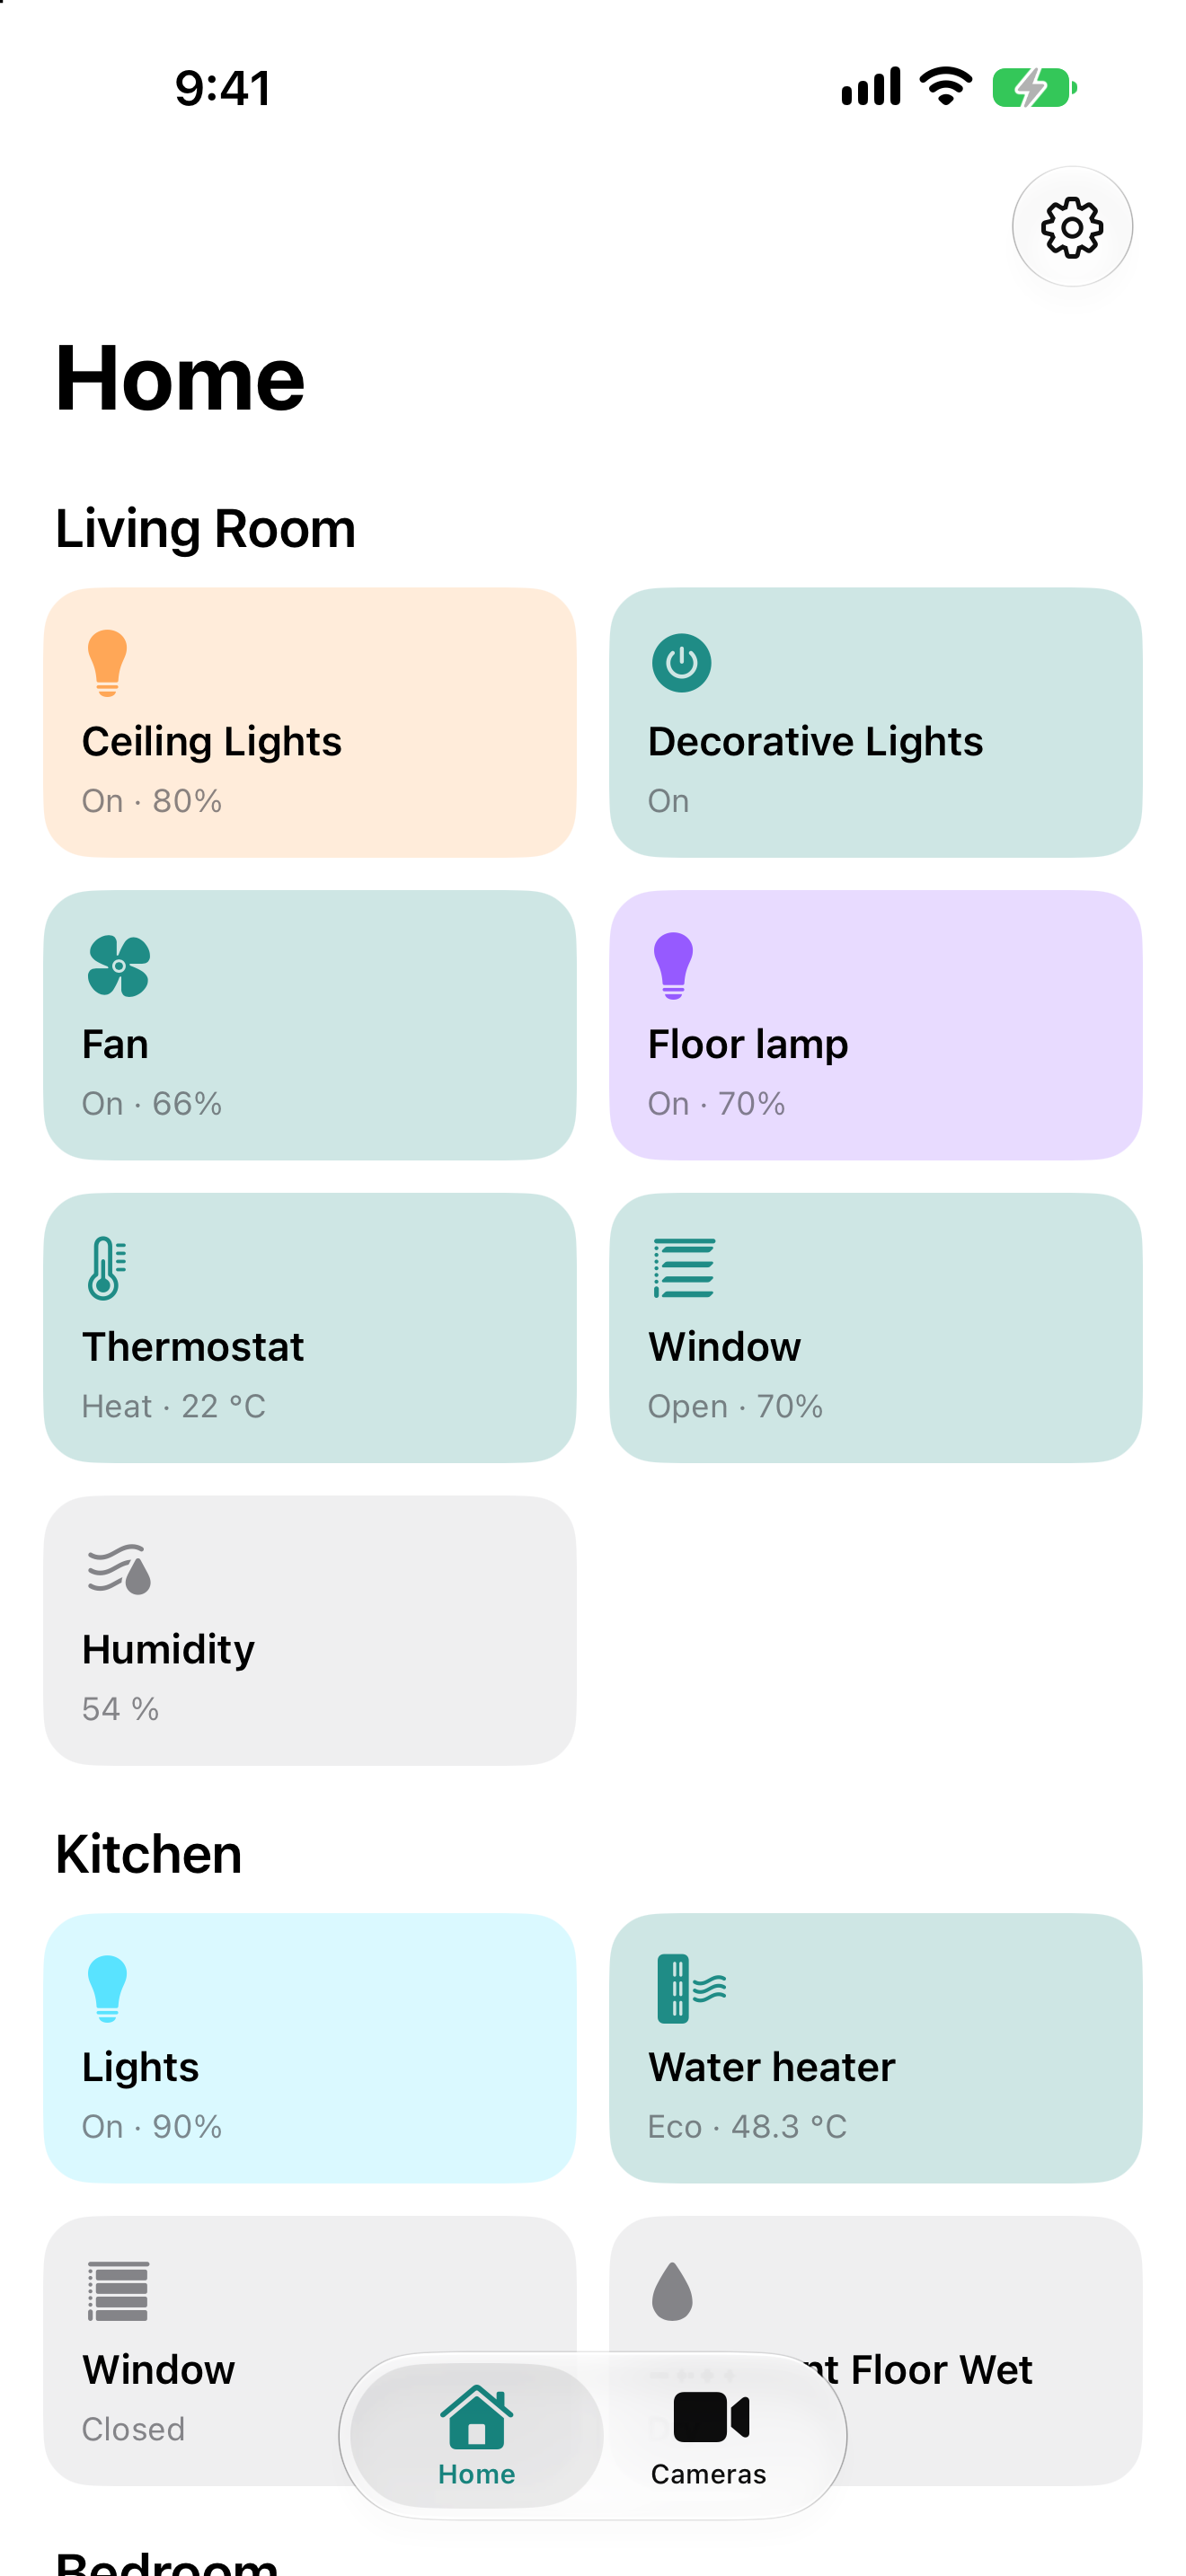 9:41
Home
Living Room
Ceiling Lights
On · 80%
Decorative Lights
On
Fan
On · 66%
Floor lamp
On · 70%
Thermostat
Heat · 22 °C
Window
Open · 70%
Humidity
54 %
Kitchen
Lights
On · 90%
Water heater
Eco · 48.3 °C
Window
Closed
Floor Wet
Home
Cameras
Bedroom